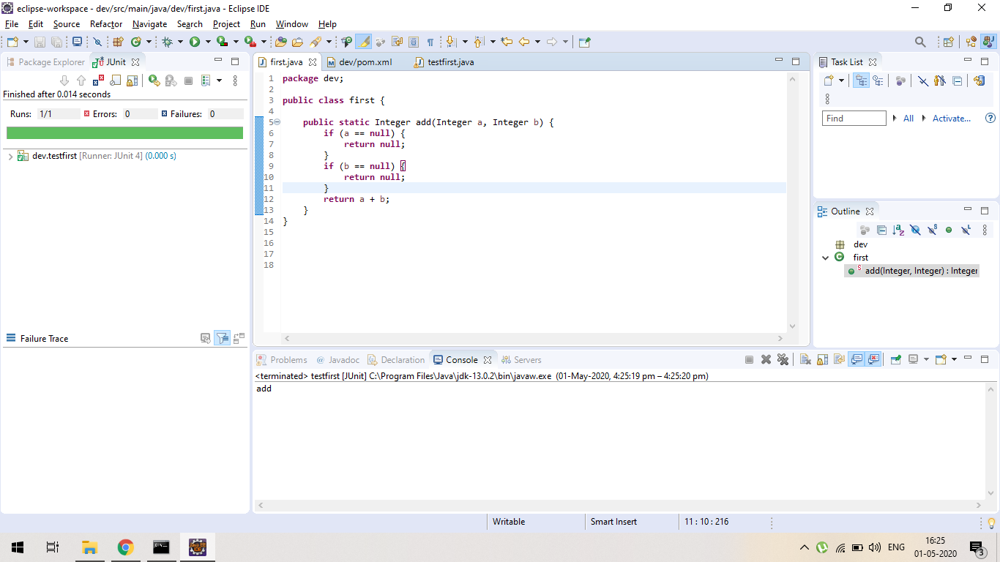 eclipse-workspace - dev/src/main/java/dev/first.java - Eclipse IDE
File Edit Source Refactor Navigate Search Project Run Window Help
Package Explorer JUnit
Finished after 0.014 seconds
Runs: 1/1 Errors: 0 Failures: 0
dev.testfirst [Runner: JUnit 4] (0.000 s)
Failure Trace
first.java dev/pom.xml testfirst.java
1 package dev;
2
3 public class first {
4
5 public static Integer add(Integer a, Integer b) {
6 if (a == null) {
7 return null;
8 }
9 if (b == null) {
10 return null;
11 }
12 return a + b;
13 }
14 }
15
16
17
18
Task List
Find All Activate...
Outline
dev
first
add(Integer, Integer) : Integer
Problems Javadoc Declaration Console Servers
<terminated> testfirst [JUnit] C:\Program Files\Java\jdk-13.0.2\bin\javaw.exe (01-May-2020, 4:25:19 pm – 4:25:20 pm)
add
Writable Smart Insert 11 : 10 : 216
ENG 16:25
01-05-2020 3